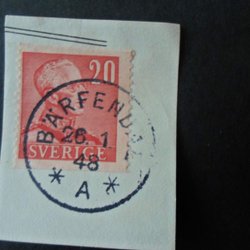 20
BÄRFENDAL
26. 1
48
SVERIGE
* A *